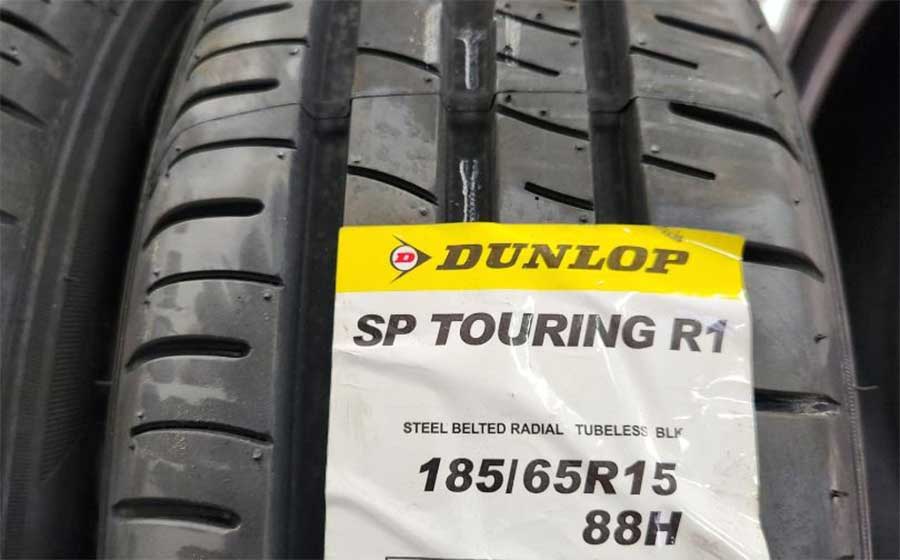 D DUNLOP
SP TOURING R1
STEEL BELTED RADIAL TUBELESS BLK
185/65R15
88H